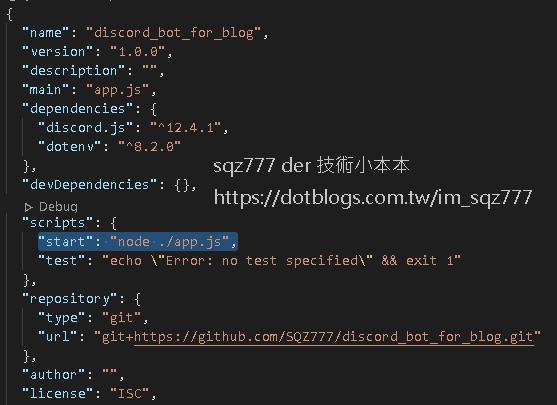 {
"name": "discord_bot_for_blog",
"version": "1.0.0",
"description": "",
"main": "app.js",
"dependencies": {
"discord.js": "^12.4.1",
"dotenv": "^8.2.0"
},
"devDependencies": {},
▷ Debug
"scripts": {
"start": "node ./app.js",
"test": "echo \"Error: no test specified\" && exit 1"
},
"repository": {
"type": "git",
"url": "git+https://github.com/SQZ777/discord_bot_for_blog.git"
},
"author": "",
"license": "ISC",
sqz777 der 技術小本本
https://dotblogs.com.tw/im_sqz777